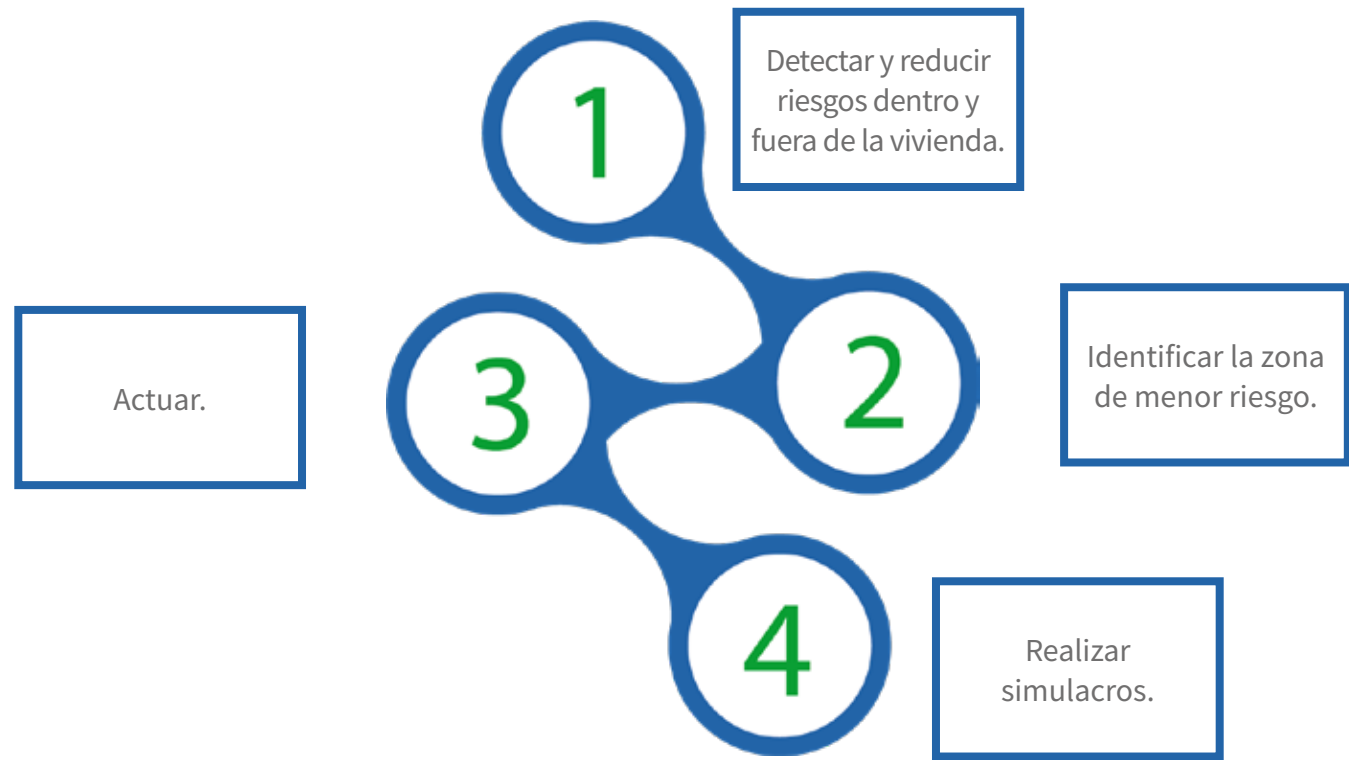 1
Detectar y reducir
riesgos dentro y
fuera de la vivienda.
2
Identificar la zona
de menor riesgo.
3
Actuar.
4
Realizar
simulacros.